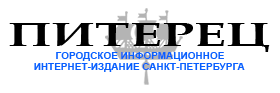 ПИТЕРЕЦ
ГОРОДСКОЕ ИНФОРМАЦИОННОЕ
ИНТЕРНЕТ-ИЗДАНИЕ САНКТ-ПЕТЕРБУРГА